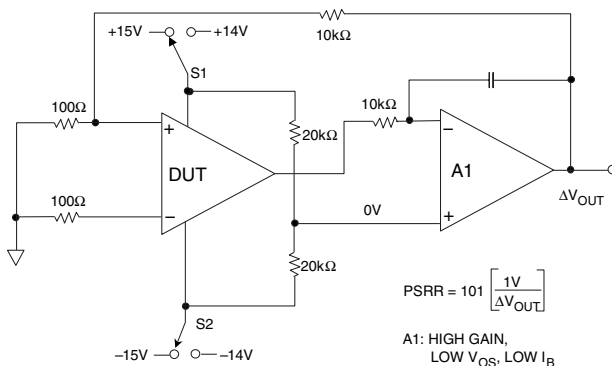 +15V
+14V
10kΩ
S1
100Ω
10kΩ
20kΩ
+
DUT
−
−
A1
+
ΔVOUT
100Ω
0V
20kΩ
S2
−15V
−14V
PSRR = 101 [1V / ΔVOUT]
A1: HIGH GAIN,
LOW VOS, LOW IB